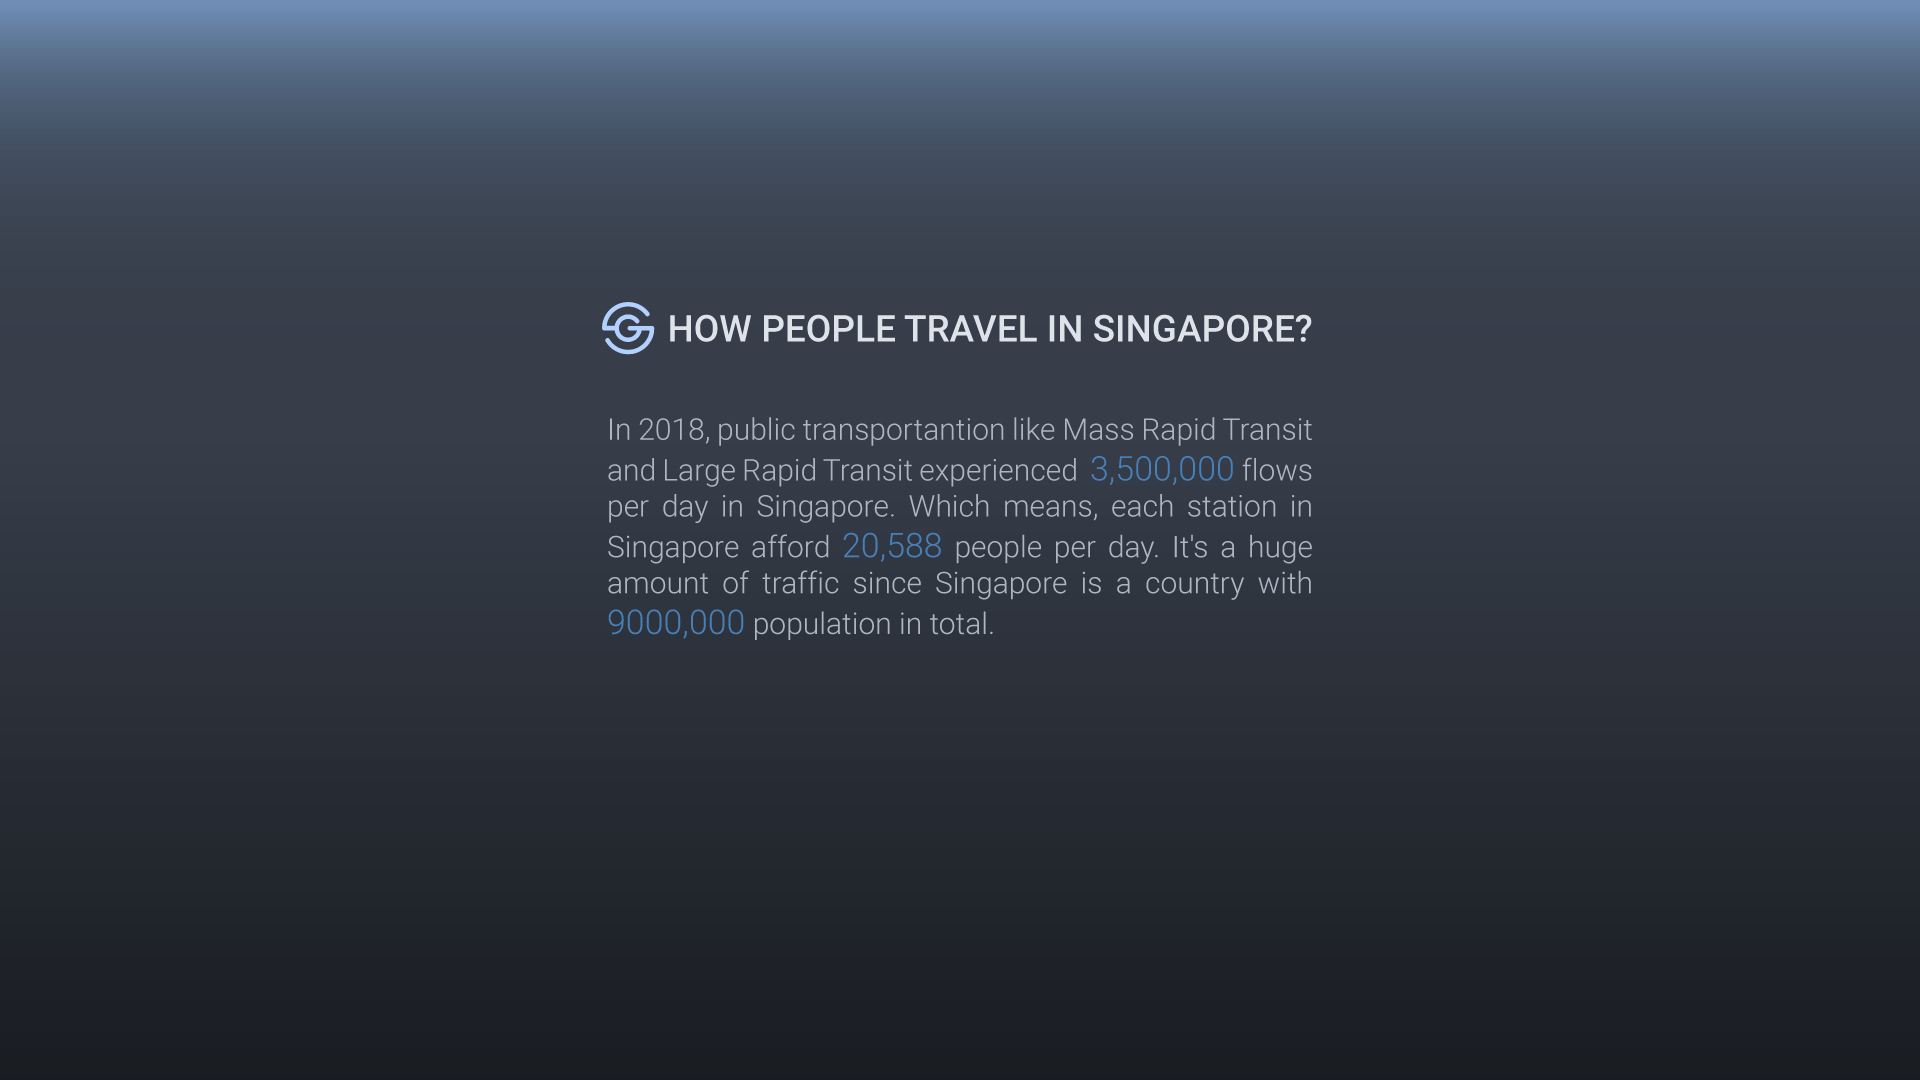 HOW PEOPLE TRAVEL IN SINGAPORE?
In 2018, public transportantion like Mass Rapid Transit
and Large Rapid Transit experienced 3,500,000 flows
per day in Singapore. Which means, each station in
Singapore afford 20,588 people per day. It's a huge
amount of traffic since Singapore is a country with
9000,000 population in total.